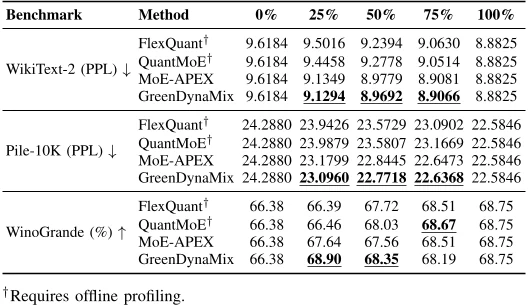 Benchmark Method 0% 25% 50% 75% 100%
FlexQuant† 9.6184 9.5016 9.2394 9.0630 8.8825
WikiText-2 (PPL) ↓ QuantMoE† 9.6184 9.4458 9.2778 9.0514 8.8825
MoE-APEX 9.6184 9.1349 8.9779 8.9081 8.8825
GreenDynaMix 9.6184 9.1294 8.9692 8.9066 8.8825
FlexQuant† 24.2880 23.9426 23.5729 23.0902 22.5846
Pile-10K (PPL) ↓ QuantMoE† 24.2880 23.9879 23.5807 23.1669 22.5846
MoE-APEX 24.2880 23.1799 22.8445 22.6473 22.5846
GreenDynaMix 24.2880 23.0960 22.7718 22.6368 22.5846
FlexQuant† 66.38 66.39 67.72 68.51 68.75
WinoGrande (%) ↑ QuantMoE† 66.38 66.46 68.03 68.67 68.75
MoE-APEX 66.38 67.64 67.56 68.51 68.75
GreenDynaMix 66.38 68.90 68.35 68.19 68.75
†Requires offline profiling.